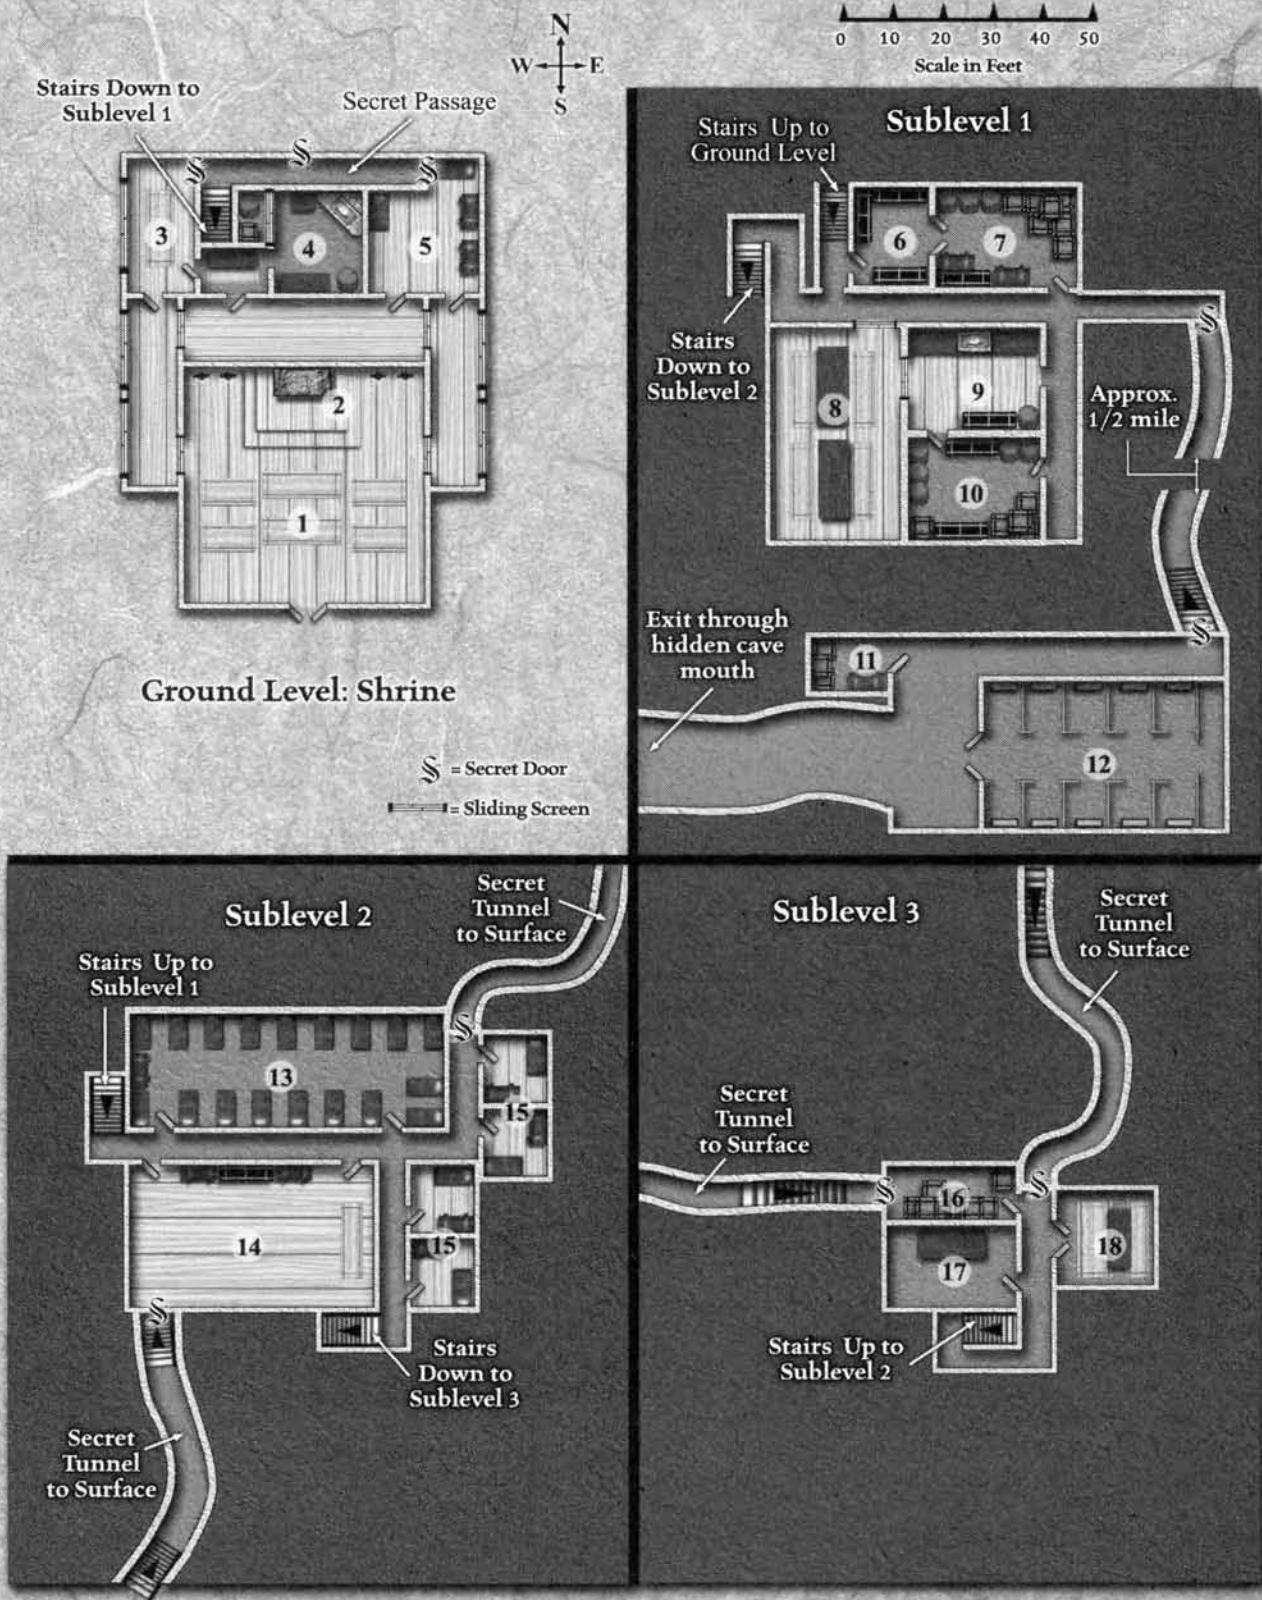 N
W E
S
0 10 20 30 40 50
Scale in Feet
Stairs Down to
Sublevel 1
Secret Passage
3
4
5
2
1
Ground Level: Shrine
= Secret Door
= Sliding Screen
Sublevel 1
Stairs Up to
Ground Level
6
7
Stairs
Down to
Sublevel 2
8
9
10
Approx.
1/2 mile
Exit through
hidden cave
mouth
11
12
Sublevel 2
Secret
Tunnel
to Surface
Stairs Up to
Sublevel 1
13
15
14
15
Stairs
Down to
Sublevel 3
Secret
Tunnel
to Surface
Sublevel 3
Secret
Tunnel
to Surface
Secret
Tunnel
to Surface
16
17
18
Stairs Up to
Sublevel 2